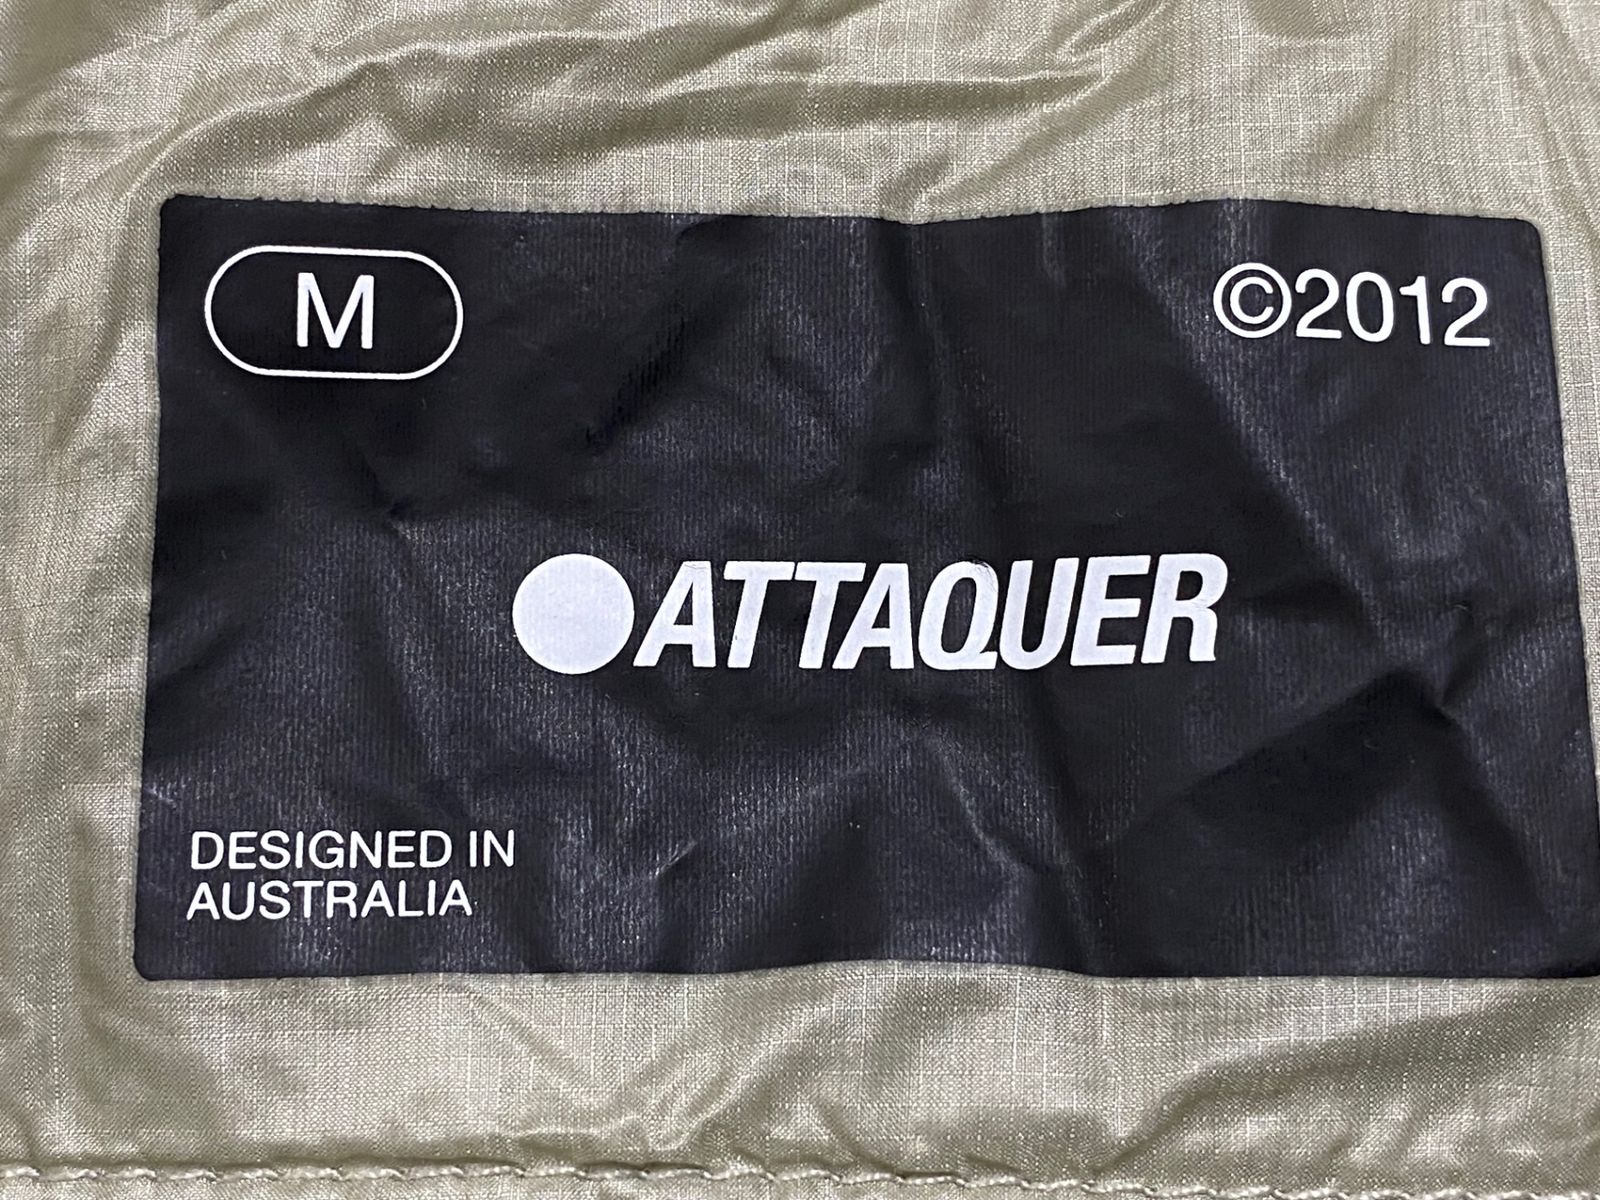 M
©2012
ATTAQUER
DESIGNED IN
AUSTRALIA